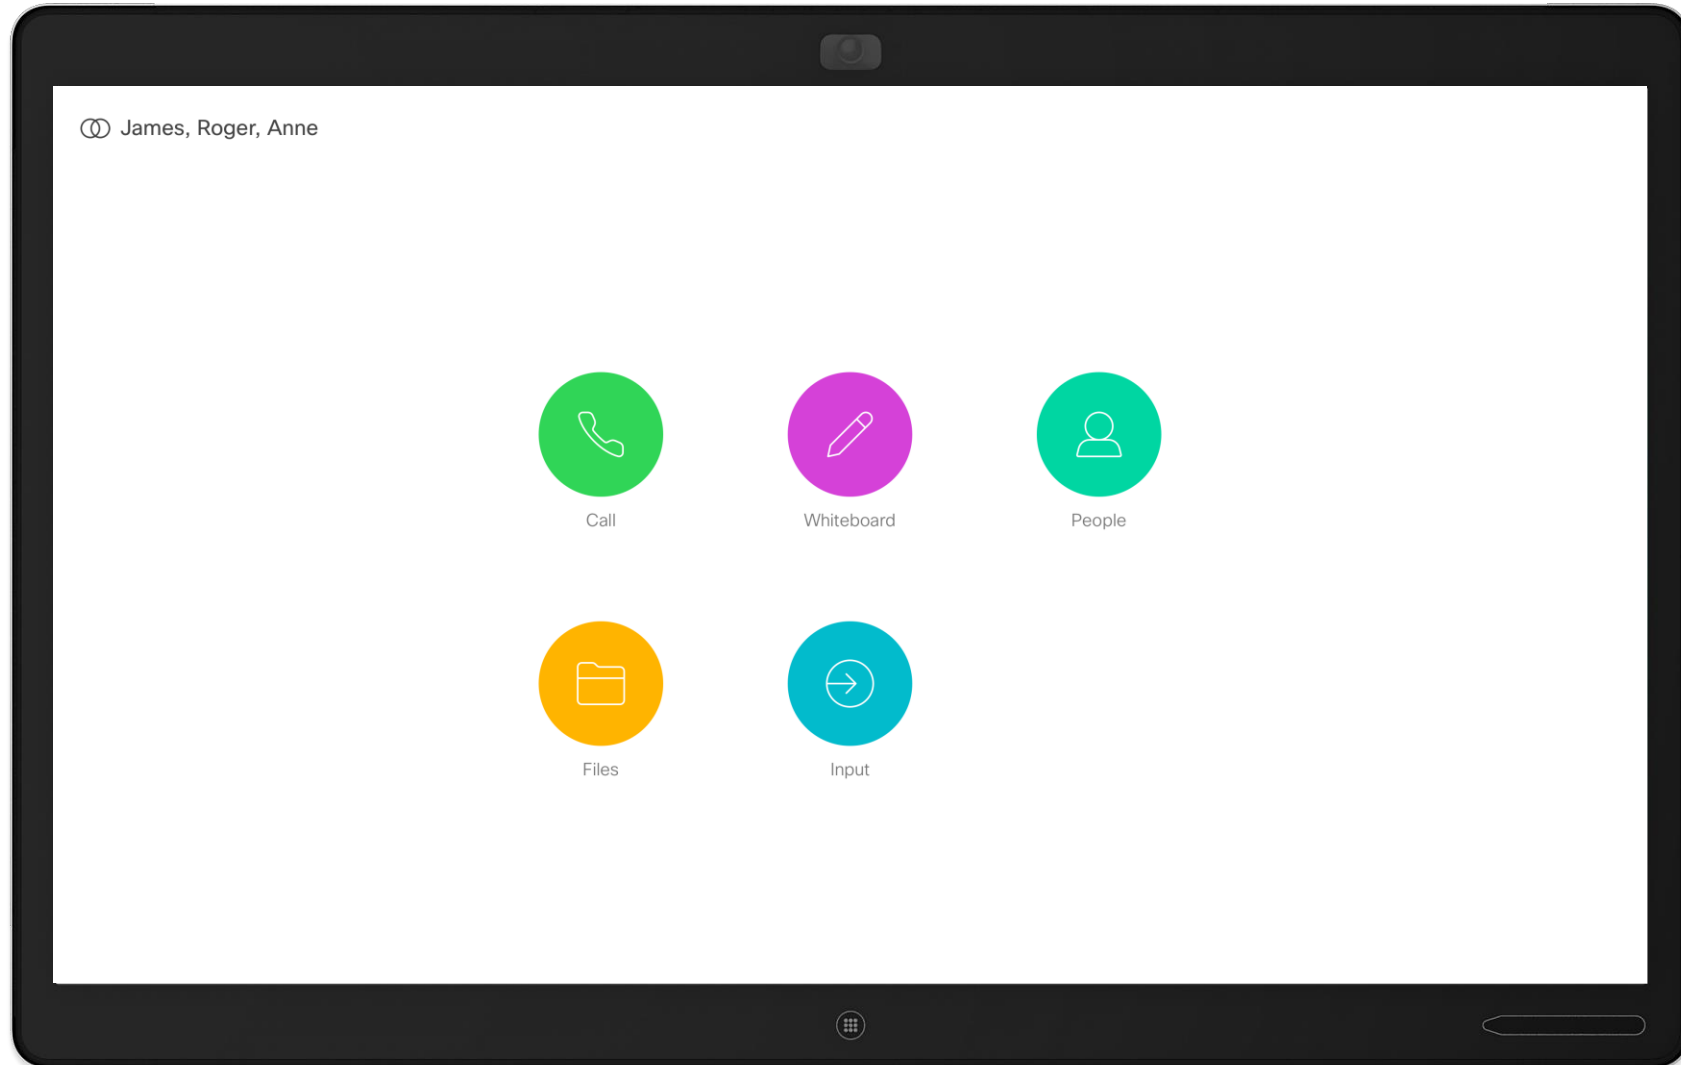 James, Roger, Anne
Call
Whiteboard
People
Files
Input